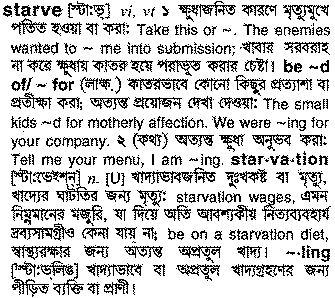 starve [স্টা:ভ্] vi, vt ১ ক্ষুধাজনিত কারণে মৃত্যুমুখে
পতিত হওয়া বা করা: Take this or ~. The enemies
wanted to ~ me into submission; খাবার সরবরাহ
না করে ক্ষুধায় কাতর হয়ে পরাভূত করার চেষ্টা। be ~d
of/ ~ for (লাক্ষ.) কাতরভাবে কোনো কিছুর প্রত্যাশা বা
প্রতীক্ষা করা; অত্যন্ত প্রয়োজন দেখা দেওয়া: The small
kids ~d for motherly affection. We were ~ing for
your company. ২ (কথ্য) অত্যন্ত ক্ষুধা অনুভব করা:
Tell me your menu, I am ~ing. star·va·tion
[স্টা:ভেইশ্‌ন্] n. [U] খাদ্যাভাবজনিত দুঃখকষ্ট বা মৃত্যু,
খাদ্যের ঘাটতির জন্য মৃত্যু: starvation wages, এমন
নিম্নমানের মজুরি, যা দিয়ে অতি আবশ্যকীয় নিত্যব্যবহার্য
দ্রব্যসামগ্রীও কেনা যায় না; be on a starvation diet,
স্বাস্থ্যরক্ষার জন্য অত্যন্ত অপ্রতুল খাদ্য। ~·ling
[স্টা:ভ্‌লিঙ] খাদ্যাভাবে বা অপ্রতুল খাদ্যগ্রহণের জন্য
পীড়িত ব্যক্তি বা প্রাণী।